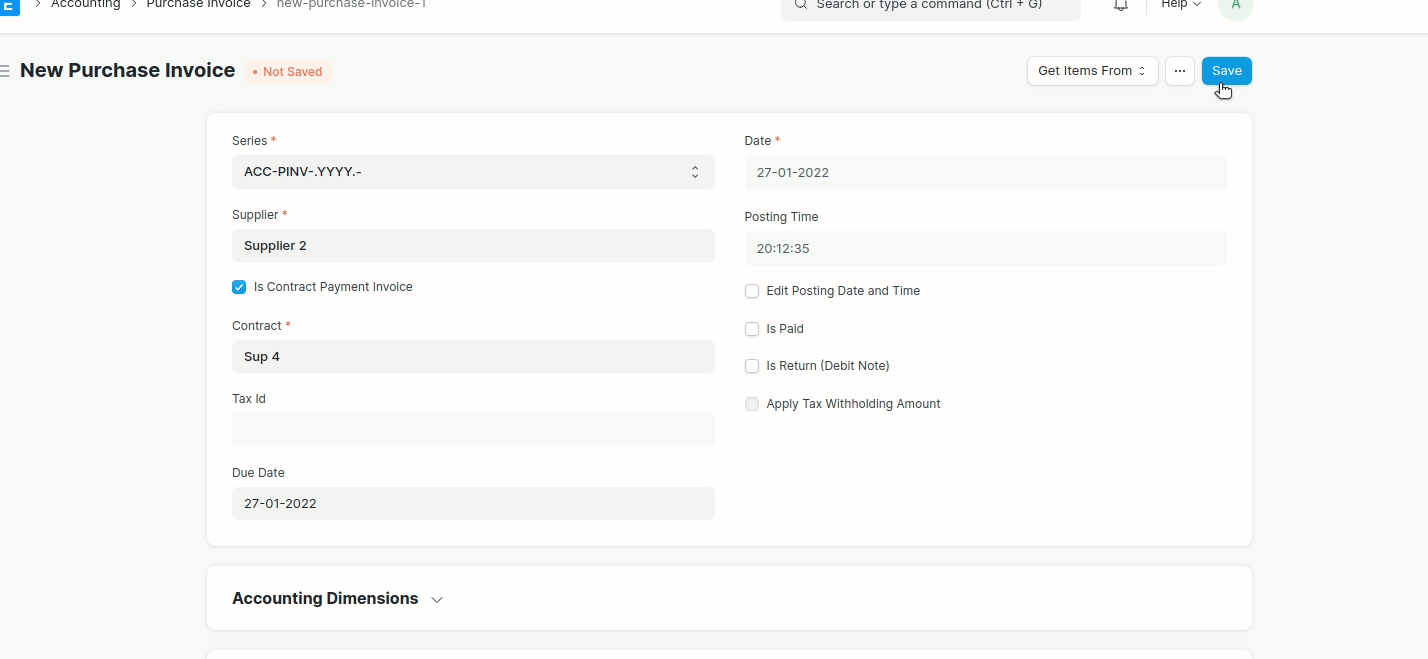 Accounting > Purchase Invoice > new-purchase-invoice-1
Search or type a command (Ctrl + G)
Help
A
New Purchase Invoice
• Not Saved
Get Items From
...
Save
Series *
ACC-PINV-.YYYY.-
Supplier *
Supplier 2
Is Contract Payment Invoice
Contract *
Sup 4
Tax Id
Due Date
27-01-2022
Date *
27-01-2022
Posting Time
20:12:35
Edit Posting Date and Time
Is Paid
Is Return (Debit Note)
Apply Tax Withholding Amount
Accounting Dimensions